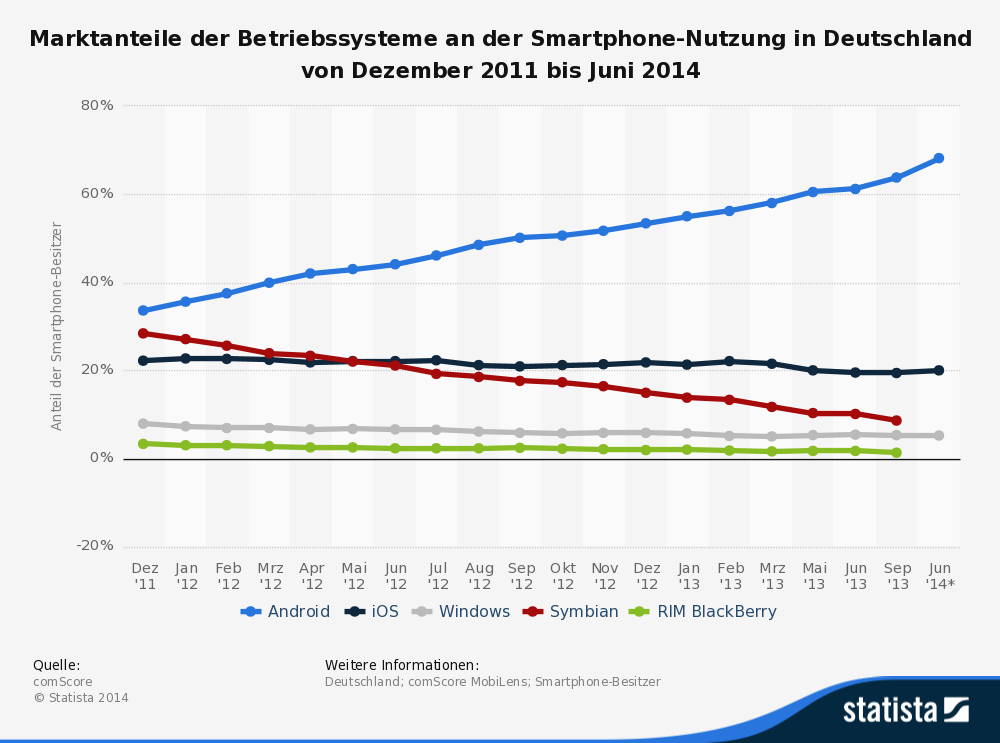 Marktanteile der Betriebssysteme an der Smartphone-Nutzung in Deutschland
von Dezember 2011 bis Juni 2014
80%
60%
40%
20%
0%
-20%
Anteil der Smartphone-Besitzer
Dez Jan Feb Mrz Apr Mai Jun Jul Aug Sep Okt Nov Dez Jan Feb Mrz Mai Jun Sep Jun
'11 '12 '12 '12 '12 '12 '12 '12 '12 '12 '12 '12 '12 '13 '13 '13 '13 '13 '13 '14*
Android iOS Windows Symbian RIM BlackBerry
Quelle:
comScore
© Statista 2014
Weitere Informationen:
Deutschland; comScore MobiLens; Smartphone-Besitzer
statista